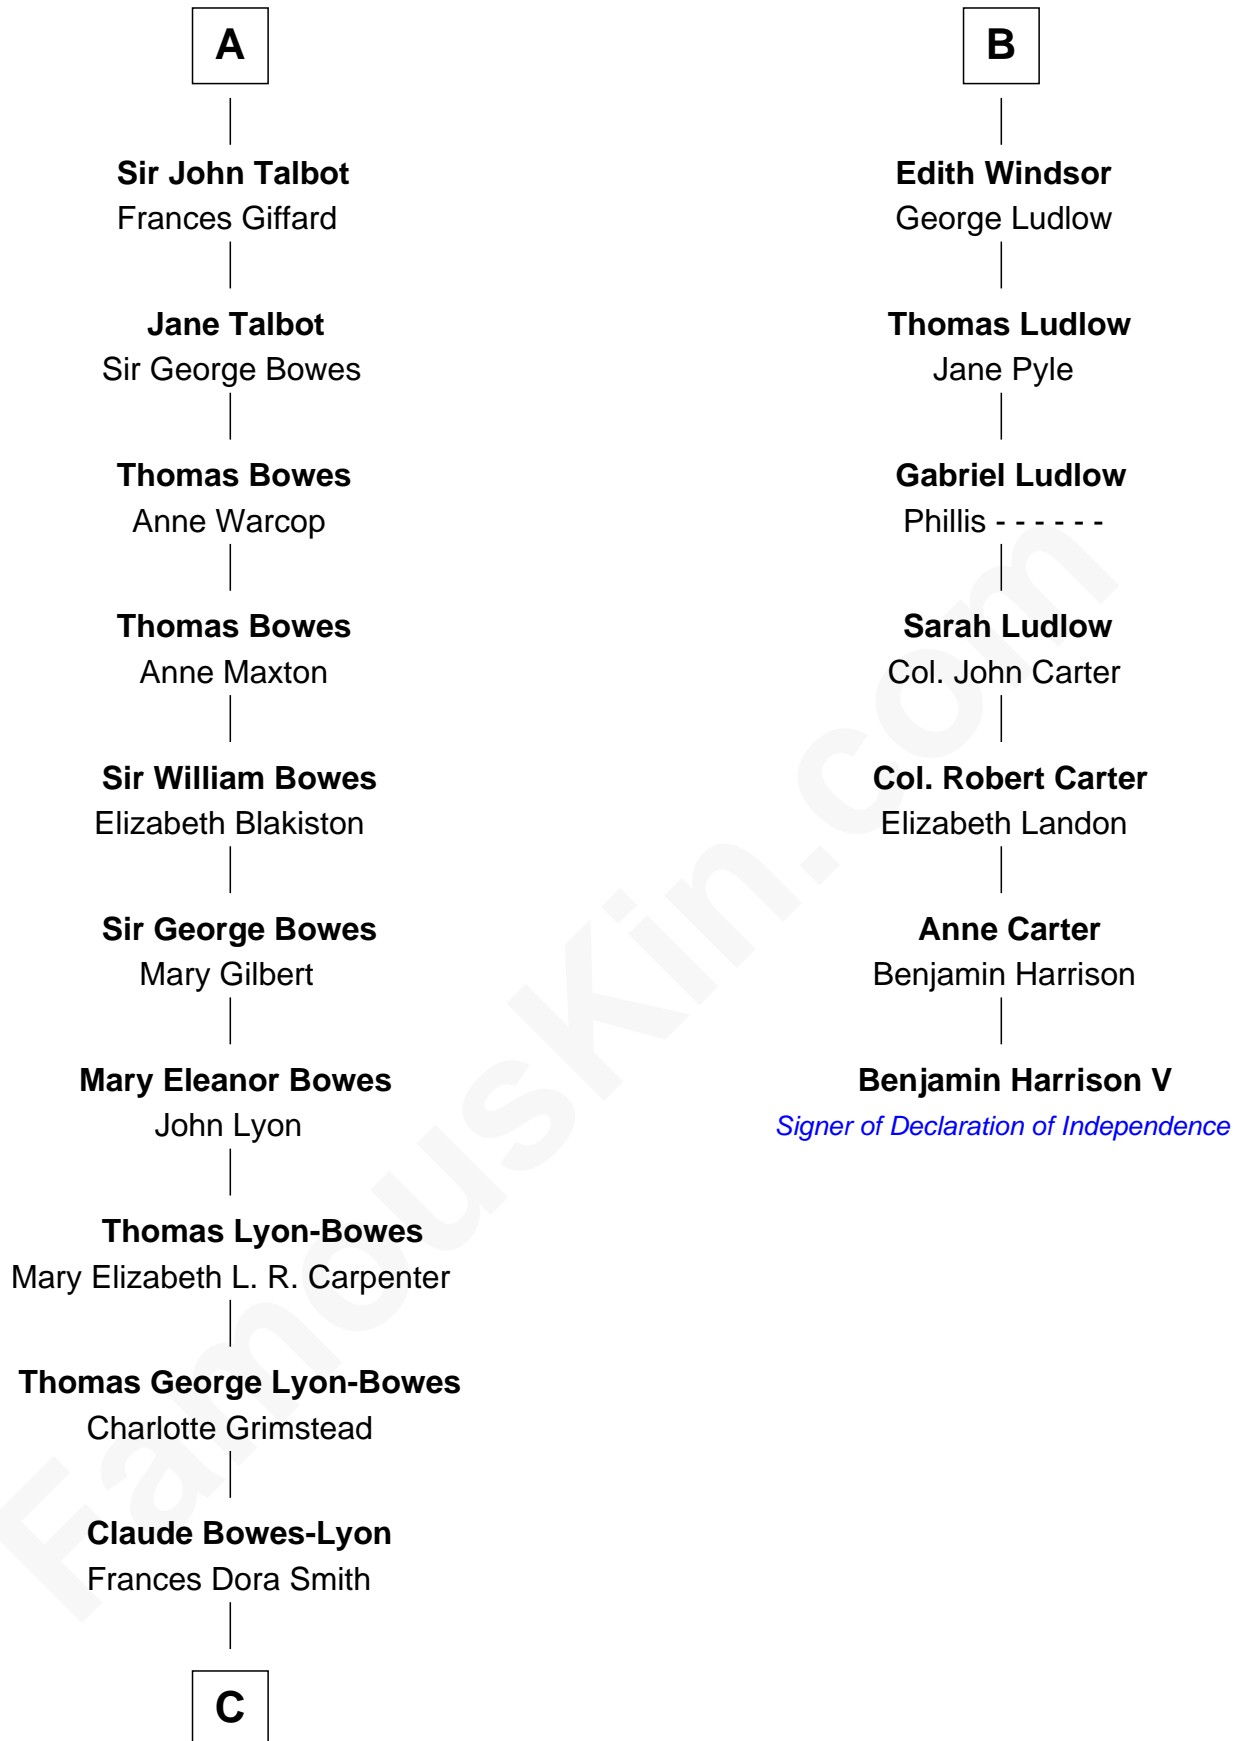 A
Sir John Talbot
Frances Giffard
Jane Talbot
Sir George Bowes
Thomas Bowes
Anne Warcop
Thomas Bowes
Anne Maxton
Sir William Bowes
Elizabeth Blakiston
Sir George Bowes
Mary Gilbert
Mary Eleanor Bowes
John Lyon
Thomas Lyon-Bowes
Mary Elizabeth L. R. Carpenter
Thomas George Lyon-Bowes
Charlotte Grimstead
Claude Bowes-Lyon
Frances Dora Smith
C
B
Edith Windsor
George Ludlow
Thomas Ludlow
Jane Pyle
Gabriel Ludlow
Phillis - - - - - -
Sarah Ludlow
Col. John Carter
Col. Robert Carter
Elizabeth Landon
Anne Carter
Benjamin Harrison
Benjamin Harrison V
Signer of Declaration of Independence
FamousKin.com